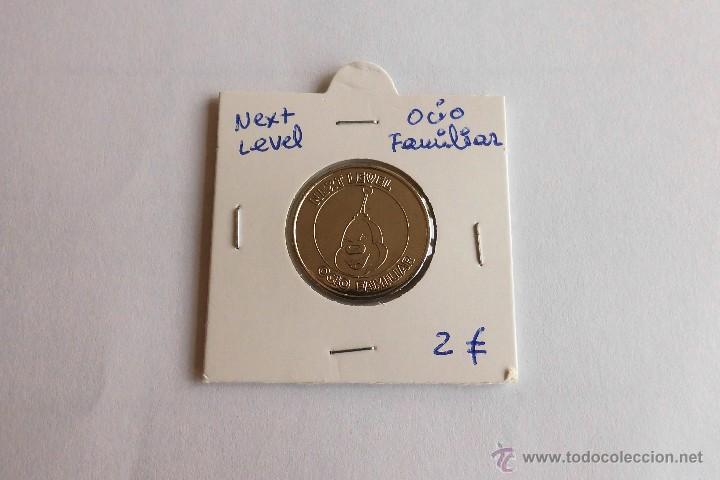 Next
Level
Ocio
Familiar
NEXT LEVEL
OCIO FAMILIAR
2 €
© www.todocoleccion.net